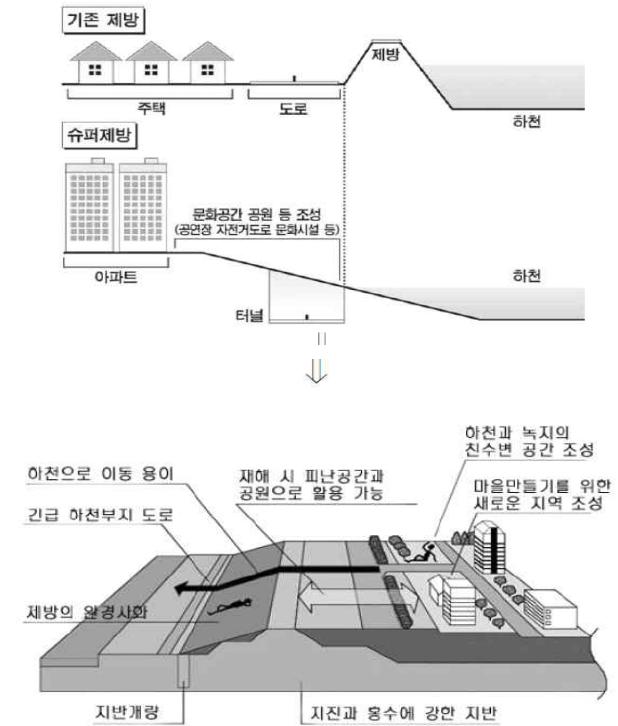 기존 제방
제방
주택
도로
하천
슈퍼제방
문화공간 공원 등 조성
(공연장 자전거도로 문화시설 등)
아파트
하천
터널
하천과 녹지의
친수변 공간 조성
하천으로 이동 용이
재해 시 피난공간과
공원으로 활용 가능
마을만들기를 위한
새로운 지역 조성
긴급 하천부지 도로
제방의 완경사화
지반개량
지진과 홍수에 강한 지반